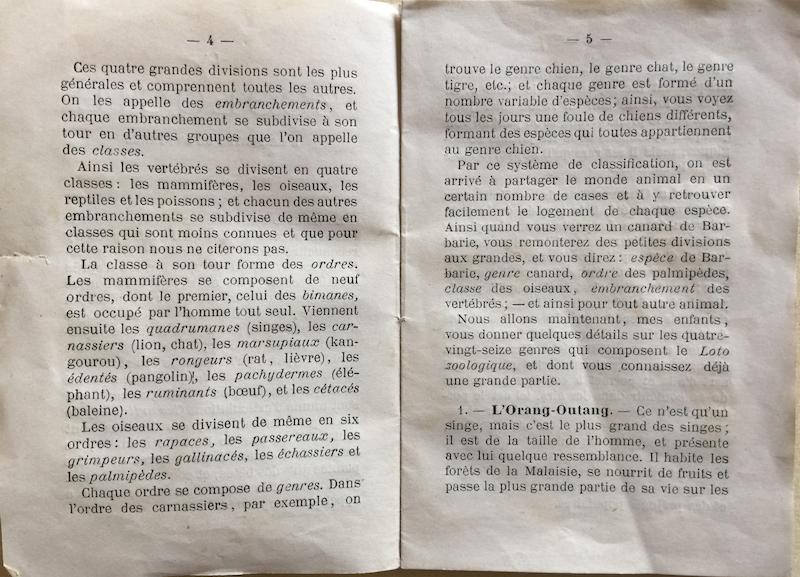 — 4 —
Ces quatre grandes divisions sont les plus
générales et comprennent toutes les autres.
On les appelle des embranchements, et
chaque embranchement se subdivise à son
tour en d'autres groupes que l'on appelle
des classes.
Ainsi les vertébrés se divisent en quatre
classes : les mammifères, les oiseaux, les
reptiles et les poissons ; et chacun des autres
embranchements se subdivise de même en
classes qui sont moins connues et que pour
cette raison nous ne citerons pas.
La classe à son tour forme des ordres.
Les mammifères se composent de neuf
ordres, dont le premier, celui des bimanes,
est occupé par l'homme tout seul. Viennent
ensuite les quadrumanes (singes), les car-
nassiers (lion, chat), les marsupiaux (kan-
gourou), les rongeurs (rat, lièvre), les
édentés (pangolin), les pachydermes (élé-
phant), les ruminants (bœuf), et les cétacés
(baleine).
Les oiseaux se divisent de même en six
ordres : les rapaces, les passereaux, les
grimpeurs, les gallinacés, les échassiers et
les palmipèdes.
Chaque ordre se compose de genres. Dans
l'ordre des carnassiers, par exemple, on
— 5 —
trouve le genre chien, le genre chat, le genre
tigre, etc.; et chaque genre est formé d'un
nombre variable d'espèces ; ainsi, vous voyez
tous les jours une foule de chiens différents,
formant des espèces qui toutes appartiennent
au genre chien.
Par ce système de classification, on est
arrivé à partager le monde animal en un
certain nombre de cases et à y retrouver
facilement le logement de chaque espèce.
Ainsi quand vous verrez un canard de Bar-
barie, vous remonterez des petites divisions
aux grandes, et vous direz : espèce de Bar-
barie, genre canard, ordre des palmipèdes,
classe des oiseaux, embranchement des
vertébrés ; — et ainsi pour tout autre animal.
Nous allons maintenant, mes enfants,
vous donner quelques détails sur les quatre-
vingt-seize genres qui composent le Loto
zoologique, et dont vous connaissez déjà
une grande partie.
1. — L'Orang-Outang. — Ce n'est qu'un
singe, mais c'est le plus grand des singes ;
il est de la taille de l'homme, et présente
avec lui quelque ressemblance. Il habite les
forêts de la Malaisie, se nourrit de fruits et
passe la plus grande partie de sa vie sur les